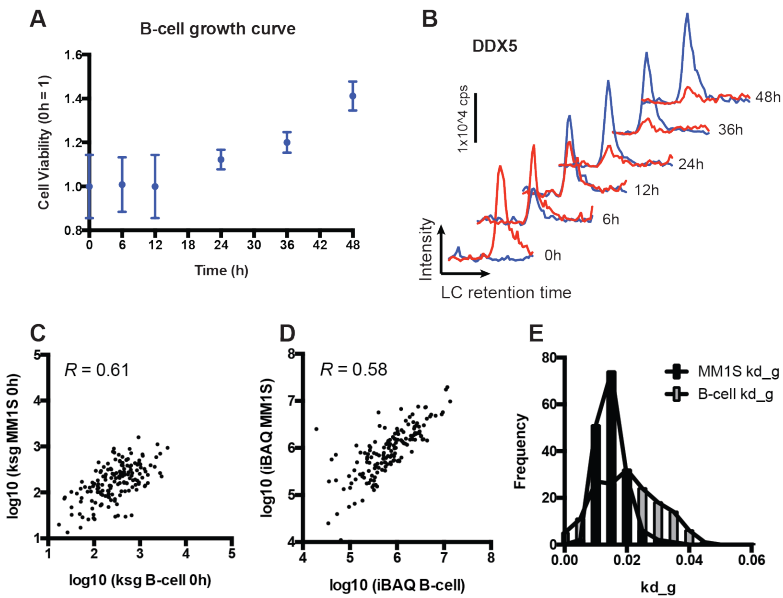 A
B-cell growth curve
Cell Viability (0h = 1)
1.6
1.4
1.2
1.0
0.8
0 6 12 18 24 30 36 42 48
Time (h)
B
DDX5
1x10^4 cps
48h
36h
24h
12h
6h
0h
Intensity
LC retention time
C
R = 0.61
log10 (ksg MM1S 0h)
5
4
3
2
1
1 2 3 4 5
log10 (ksg B-cell 0h)
D
R = 0.58
log10 (iBAQ MM1S)
8
7
6
5
4
4 5 6 7 8
log10 (iBAQ B-cell)
E
MM1S kd_g
B-cell kd_g
Frequency
80
60
40
20
0
0.00 0.02 0.04 0.06
kd_g